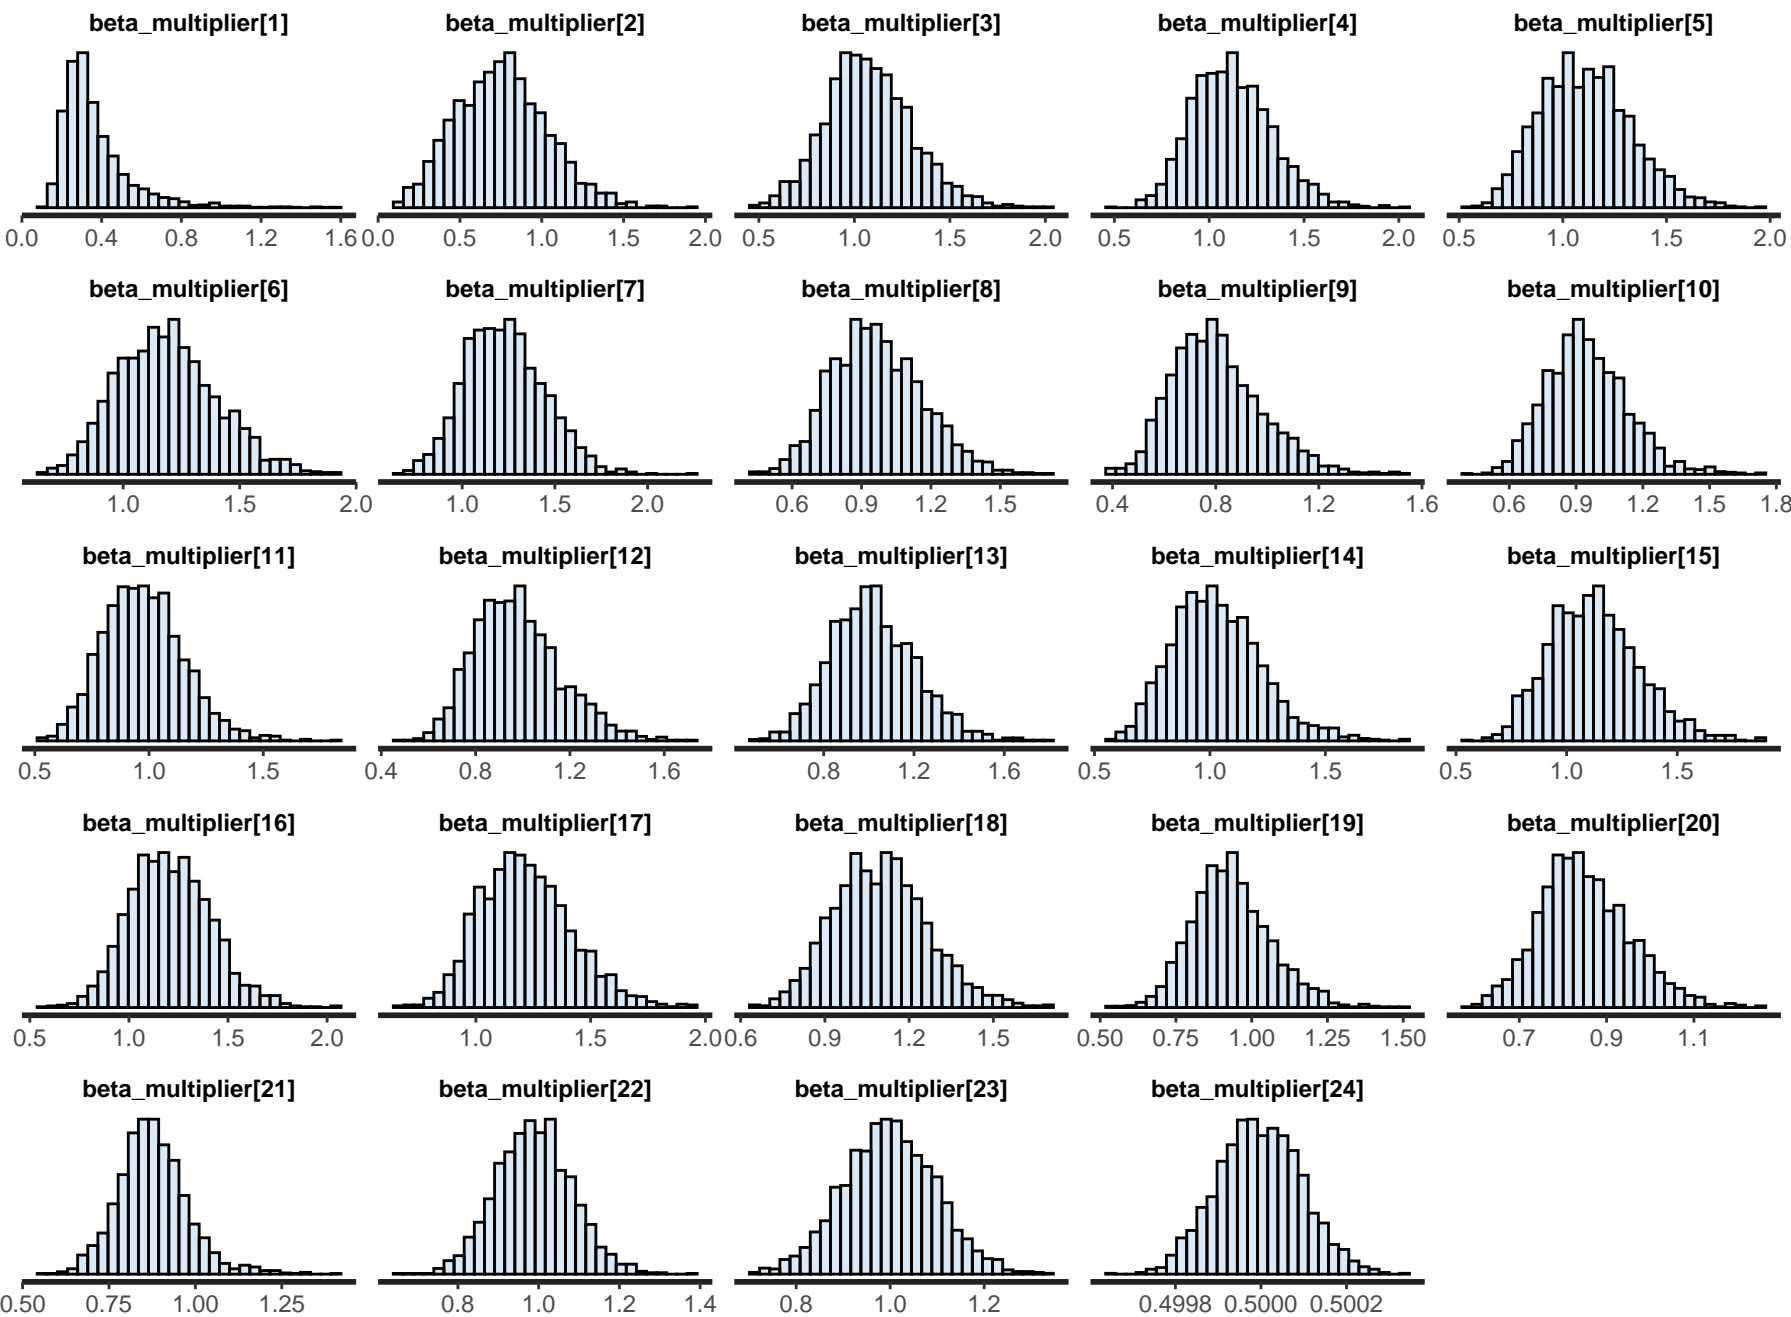 beta_multiplier[1] beta_multiplier[2] beta_multiplier[3] beta_multiplier[4] beta_multiplier[5]
0.0 0.4 0.8 1.2 1.6 0.0 0.5 1.0 1.5 2.0 0.5 1.0 1.5 2.0 0.5 1.0 1.5 2.0 0.5 1.0 1.5 2.0
beta_multiplier[6] beta_multiplier[7] beta_multiplier[8] beta_multiplier[9] beta_multiplier[10]
1.0 1.5 2.0 1.0 1.5 2.0 0.6 0.9 1.2 1.5 0.4 0.8 1.2 1.6 0.6 0.9 1.2 1.5 1.8
beta_multiplier[11] beta_multiplier[12] beta_multiplier[13] beta_multiplier[14] beta_multiplier[15]
0.5 1.0 1.5 0.4 0.8 1.2 1.6 0.8 1.2 1.6 0.5 1.0 1.5 0.5 1.0 1.5
beta_multiplier[16] beta_multiplier[17] beta_multiplier[18] beta_multiplier[19] beta_multiplier[20]
0.5 1.0 1.5 2.0 1.0 1.5 2.0 0.6 0.9 1.2 1.5 0.50 0.75 1.00 1.25 1.50 0.7 0.9 1.1
beta_multiplier[21] beta_multiplier[22] beta_multiplier[23] beta_multiplier[24]
0.50 0.75 1.00 1.25 0.8 1.0 1.2 1.4 0.8 1.0 1.2 0.4998 0.5000 0.5002